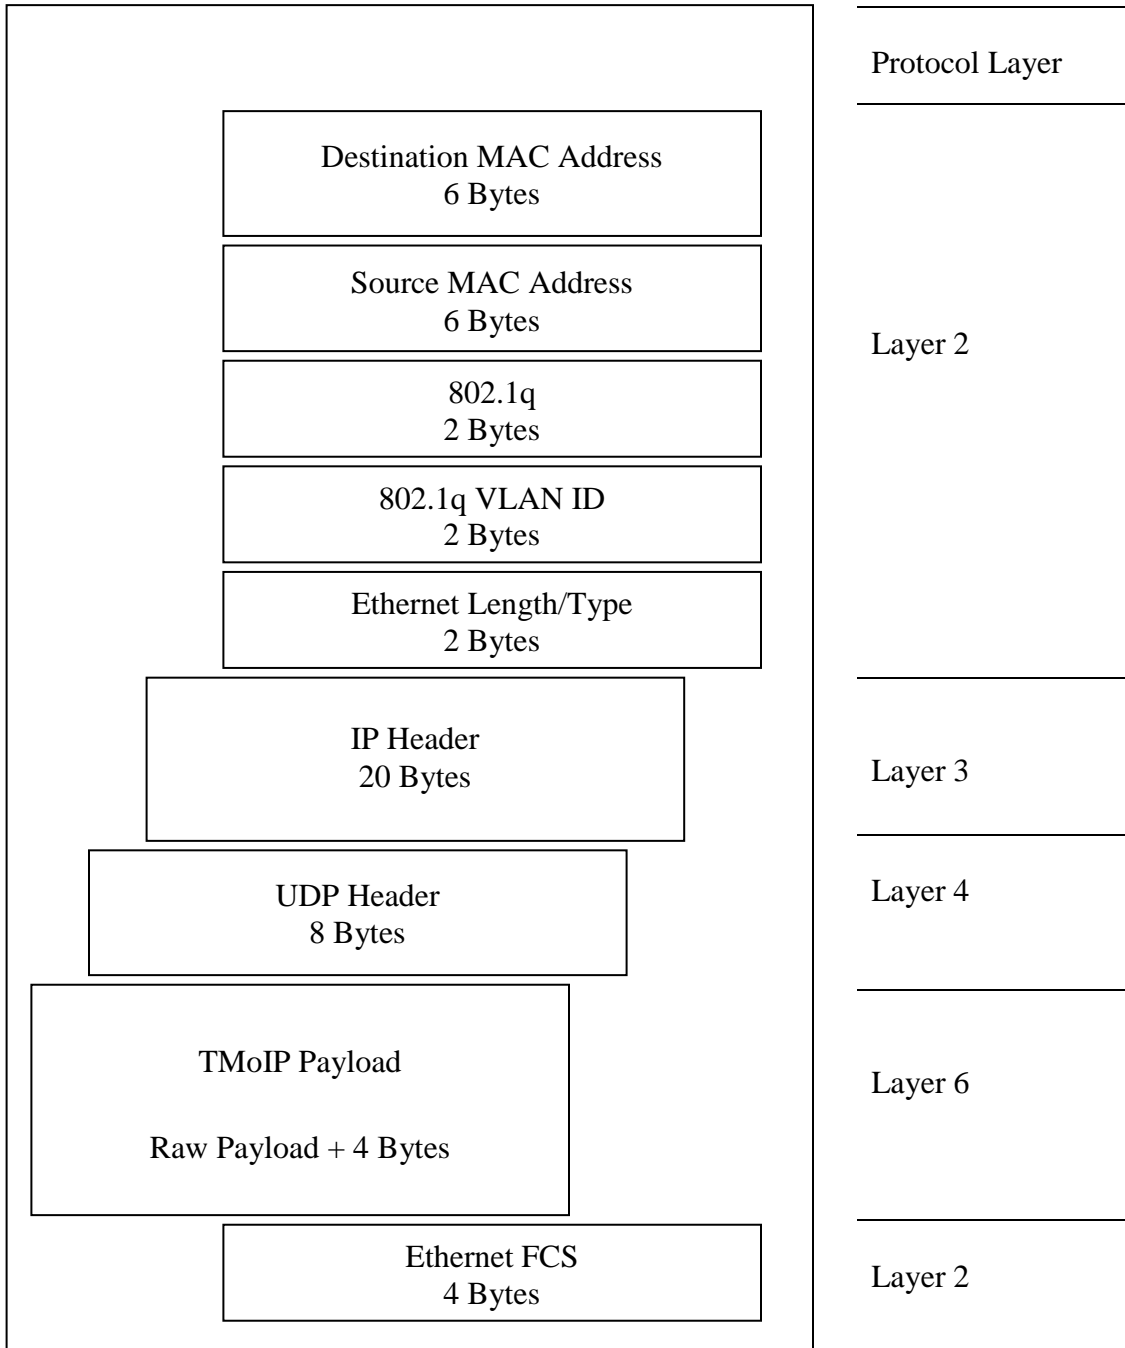 Protocol Layer
Destination MAC Address
6 Bytes
Source MAC Address
6 Bytes
Layer 2
802.1q
2 Bytes
802.1q VLAN ID
2 Bytes
Ethernet Length/Type
2 Bytes
IP Header
20 Bytes
Layer 3
UDP Header
8 Bytes
Layer 4
TMoIP Payload
Raw Payload + 4 Bytes
Layer 6
Ethernet FCS
4 Bytes
Layer 2